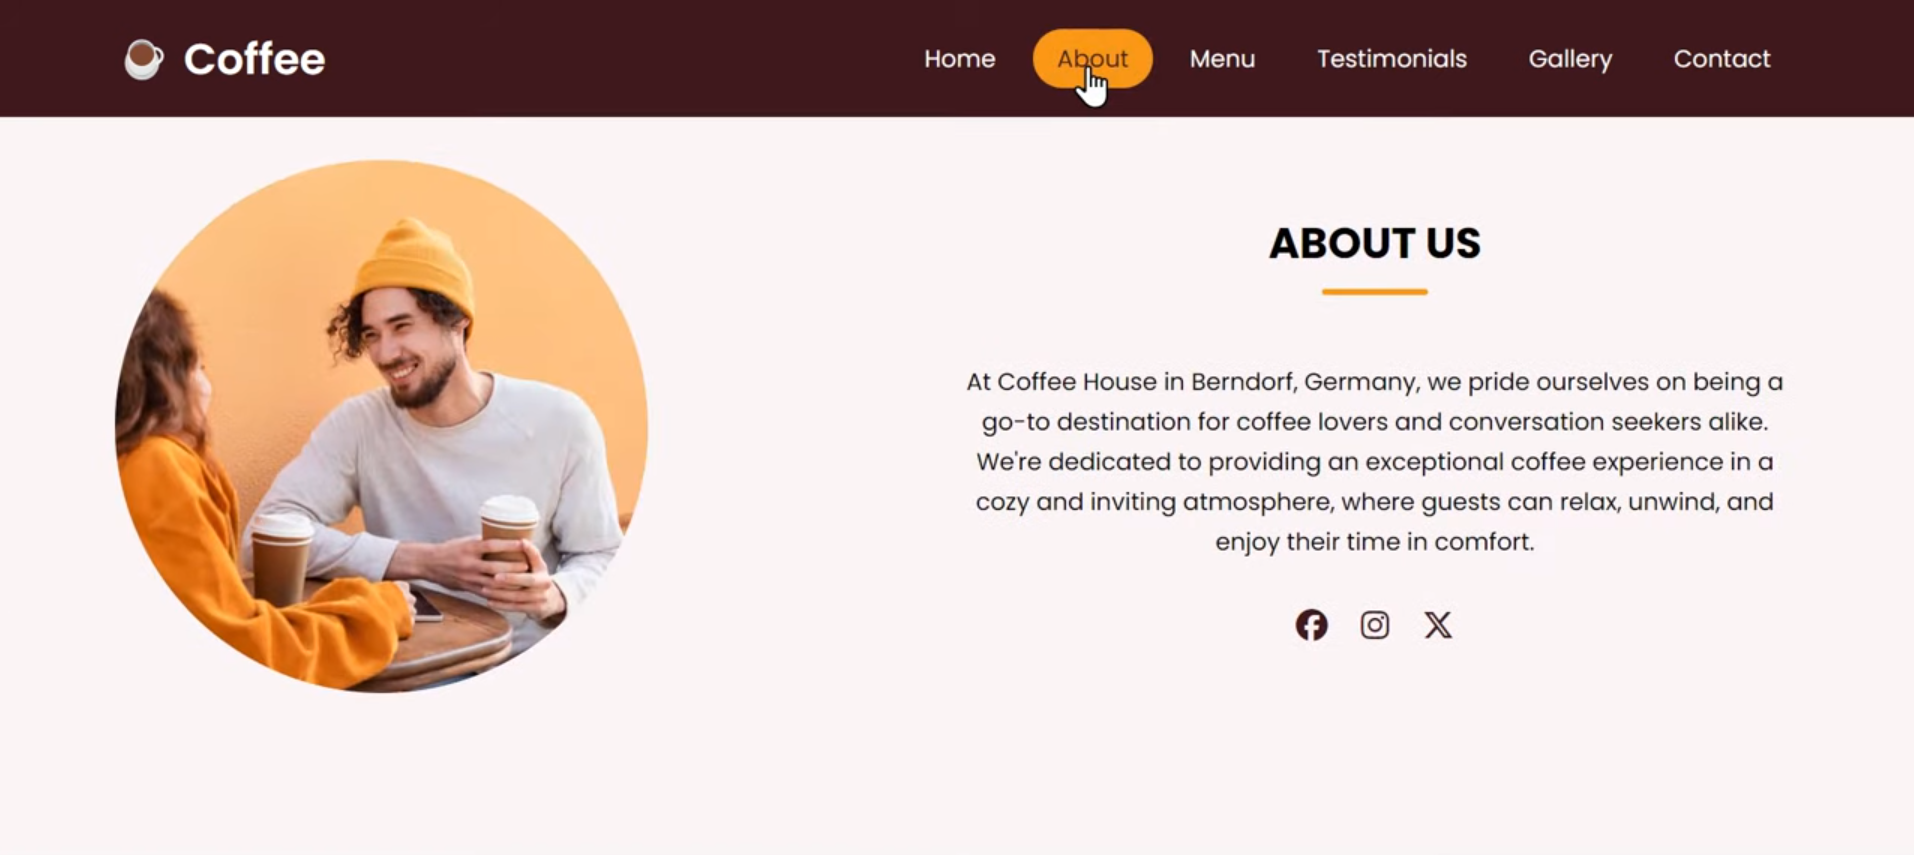 Coffee
Home About Menu Testimonials Gallery Contact
ABOUT US
At Coffee House in Berndorf, Germany, we pride ourselves on being a
go-to destination for coffee lovers and conversation seekers alike.
We're dedicated to providing an exceptional coffee experience in a
cozy and inviting atmosphere, where guests can relax, unwind, and
enjoy their time in comfort.